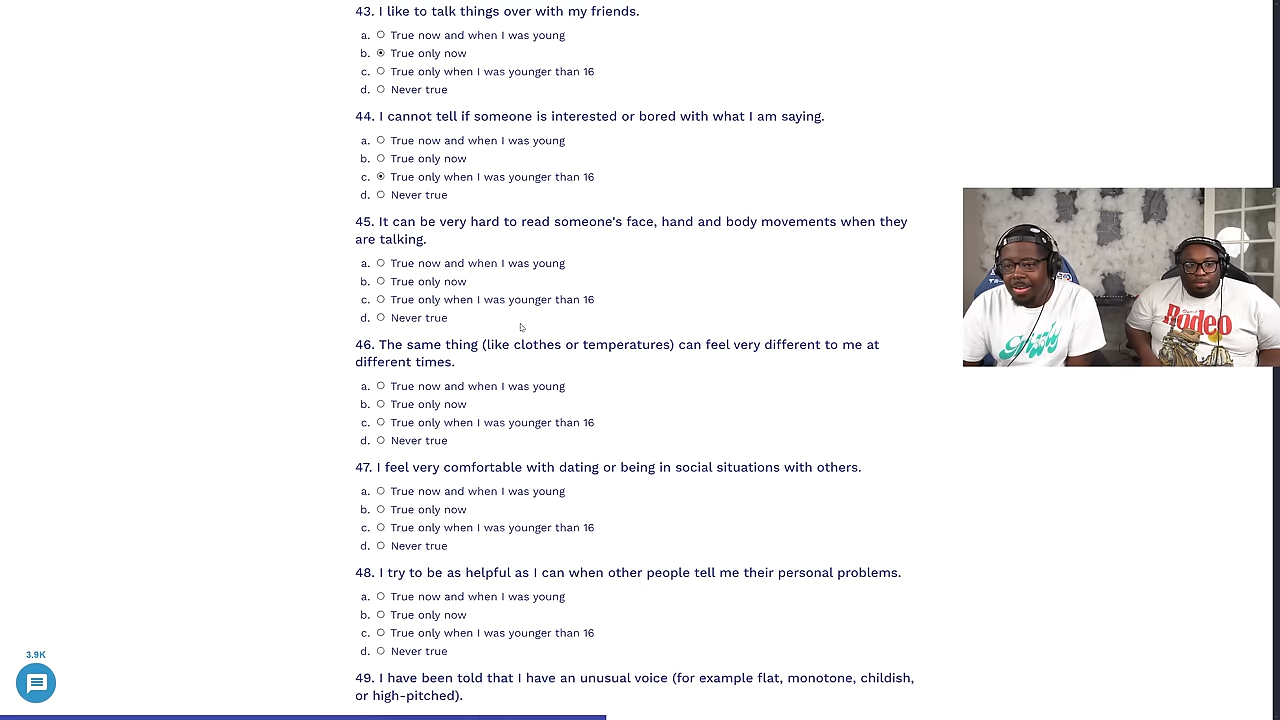 43. I like to talk things over with my friends.
a. True now and when I was young
b. True only now
c. True only when I was younger than 16
d. Never true
44. I cannot tell if someone is interested or bored with what I am saying.
a. True now and when I was young
b. True only now
c. True only when I was younger than 16
d. Never true
45. It can be very hard to read someone's face, hand and body movements when they
are talking.
a. True now and when I was young
b. True only now
c. True only when I was younger than 16
d. Never true
46. The same thing (like clothes or temperatures) can feel very different to me at
different times.
a. True now and when I was young
b. True only now
c. True only when I was younger than 16
d. Never true
47. I feel very comfortable with dating or being in social situations with others.
a. True now and when I was young
b. True only now
c. True only when I was younger than 16
d. Never true
48. I try to be as helpful as I can when other people tell me their personal problems.
a. True now and when I was young
b. True only now
c. True only when I was younger than 16
d. Never true
49. I have been told that I have an unusual voice (for example flat, monotone, childish,
or high-pitched).
3.9K
Rodeo